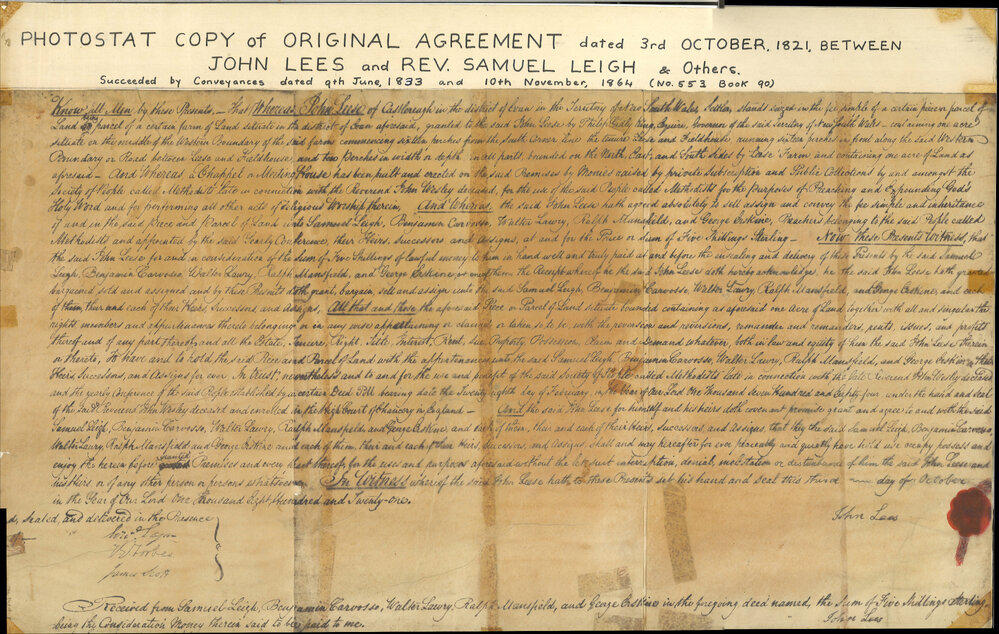 PHOTOSTAT COPY of ORIGINAL AGREEMENT dated 3rd OCTOBER, 1821, BETWEEN
JOHN LEES and REV. SAMUEL LEIGH & Others.
Succeeded by Conveyances dated 9th June, 1833 and 10th November, 1864 (No. 553 Book 90)
Know all Men by these Presents, — That Whereas John Leese of Castlereagh in the district of Evan in the Territory of New South Wales Settler, stands seized in the fee simple of a certain piece or parcel of
Land parcel of a certain farm of Land situate in the district of Evan aforesaid, granted to the said John Leese by Philip Gidley King, Esquire, Governor of the said Territory of New South Wales — containing one acre
situate on the middle of the Western Boundary of the said farm commencing sixteen perches from the South Corner line the tenure Leese and Fieldhouse running sixteen perches in front along the said Western
Boundary or Road between Leese and Fieldhouse, and two Perches in width or depth in all parts, bounded on the North, East, and South sides by Leese Farm and containing one acre of Land as
aforesaid — And Whereas a Chappel or Meeting House has been built and erected on the said Premises by Monies raised by private Subscription and Public Collections by and amongst the
Society of People called Methodists late in connection with the Reverend John Wesley deceased, for the use of the said People called Methodists for the purposes of Preaching and Expounding God's
Holy Word and for performing all other acts of Religious Worship therein, And Whereas the said John Leese hath agreed absolutely to sell assign and convey the fee simple and inheritance
of and in the said Piece and Parcel of Land unto Samuel Leigh, Benjamin Carvosso, Walter Lawry, Ralph Mansfield, and George Erskine, Preachers belonging to the said People called
Methodists and appointed by the said Yearly Conference, their Heirs, Successors and Assigns, at and for the Price or Sum of Five Shillings Sterling — Now these Presents Witness, that
the said John Leese for and in consideration of the Sum of Five Shillings of lawful money to him in hand well and truly paid at and before the ensealing and delivery of these Presents by the said Samuel
Leigh, Benjamin Carvosso, Walter Lawry, Ralph Mansfield, and George Erskine, or some of them the Receipt whereof he the said John Leese doth hereby acknowledge, he the said John Leese, hath granted
bargained sold and assigned and by these Presents doth grant, bargain, sell and assign unto the said Samuel Leigh, Benjamin Carvosso, Walter Lawry, Ralph Mansfield, and George Erskine, and each
of them, their and each of their Heirs, Successors and Assigns, All that and those the aforesaid Piece or Parcel of Land situate bounded containing as aforesaid one Acre of Land together with all and singular the
rights, members and appurtenances thereto belonging or in any wise appertaining or claimed or taken so to be, with the reversion and reversions, remainder and remainders, rents, issues, and profits
thereof and of any part thereof, and all the Estate, Tenure, Right, Title, Interest, Rent, Use, Property, Possession, Claim and Demand whatever, both in law and equity of him the said John Leese therein
or thereto, To have and to hold the said Piece and Parcel of Land with the appurtenances unto the said Samuel Leigh, Benjamin Carvosso, Walter Lawry, Ralph Mansfield, and George Erskine, their
Heirs Successors, and Assigns for ever In Trust, nevertheless and to and for the use and benefit of the said Society of People called Methodists late in connection with the late Reverend John Wesley deceased
and the yearly Conference of the said People established by a certain Deed Poll bearing date the Twenty eighth day of February, in the Year of our Lord One Thousand Seven Hundred and Eighty four under the hand and seal
of the said Reverend John Wesley deceased and enrolled in the High Court of Chancery in England — And the said John Leese for himself and his heirs doth covenant promise grant and agree to and with the said
Samuel Leigh, Benjamin Carvosso, Walter Lawry, Ralph Mansfield and George Erskine, and each of them, their and each of their heirs, successors and assigns, that they the said Samuel Leigh, Benjamin Carvosso,
Walter Lawry, Ralph Mansfield and George Erskine and each of them, their and each of their heirs, successors, and Assigns, shall and may hereafter for ever peaceably and quietly have hold use occupy possess and
enjoy the herein before granted Premises and every part thereof, for the uses and purposes aforesaid without the let, suit interruption, denial, molestation or disturbance of him the said John Leese and
his Heirs or of any other person or persons whatsoever — In Witness whereof the said John Leese hath to these Presents set his hand and Seal this third day of October
in the Year of Our Lord One thousand Eight Hundred and Twenty-one.
d, sealed, and delivered in the Presence
John Lees
James Scott
Received from Samuel Leigh, Benjamin Carvosso, Walter Lawry, Ralph Mansfield, and George Erskine in the foregoing deed named, the Sum of Five Shillings Sterling,
being the Consideration Money therein said to be paid to me.
John Lees